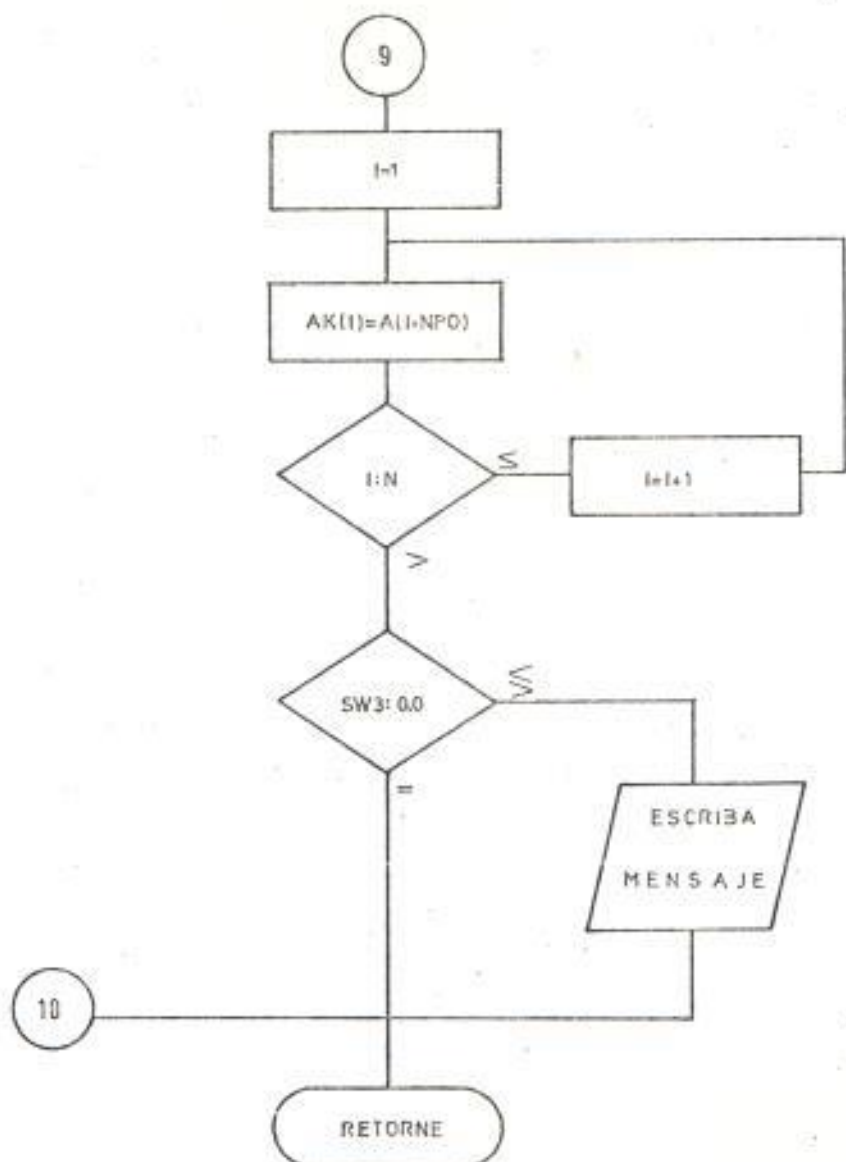 9
I=1
AK(I)=A(I+NPO)
I:N
≤
I=I+1
>
SW3: 0.0
=
ESCRIBA
MENSAJE
10
RETORNE